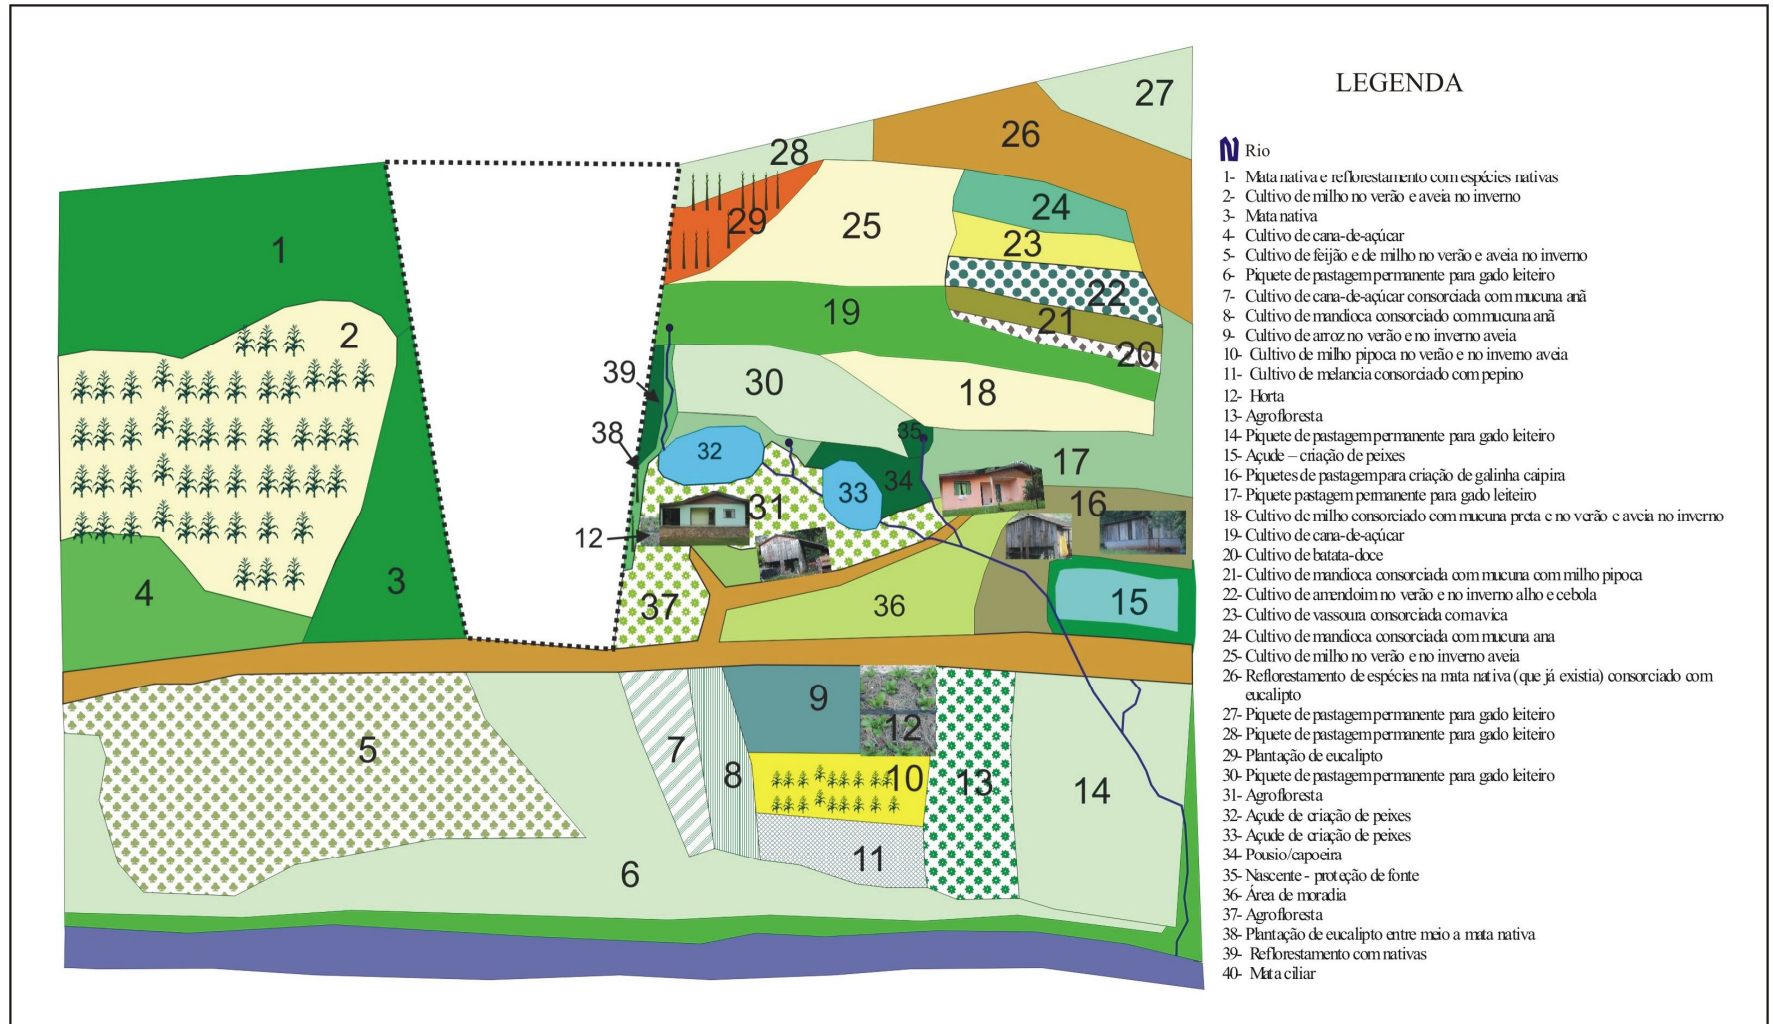 LEGENDA
Rio
1- Mata nativa e reflorestamento com espécies nativas
2- Cultivo de milho no verão e aveia no inverno
3- Mata nativa
4- Cultivo de cana-de-açúcar
5- Cultivo de feijão e de milho no verão e aveia no inverno
6- Piquete de pastagem permanente para gado leiteiro
7- Cultivo de cana-de-açúcar consorciada com mucuna anã
8- Cultivo de mandioca consorciado com mucuna anã
9- Cultivo de arroz no verão e no inverno aveia
10- Cultivo de milho pipoca no verão e no inverno aveia
11- Cultivo de melancia consorciado com pepino
12- Horta
13- Agrofloresta
14- Piquete de pastagem permanente para gado leiteiro
15- Açude – criação de peixes
16- Piquetes de pastagem para criação de galinha caipira
17- Piquete pastagem permanente para gado leiteiro
18- Cultivo de milho consorciado com mucuna preta e no verão e aveia no inverno
19- Cultivo de cana-de-açúcar
20- Cultivo de batata-doce
21- Cultivo de mandioca consorciada com mucuna com milho pipoca
22- Cultivo de amendoim no verão e no inverno alho e cebola
23- Cultivo de vassoura consorciada com avica
24- Cultivo de mandioca consorciada com mucuna ana
25- Cultivo de milho no verão e no inverno aveia
26- Reflorestamento de espécies na mata nativa (que já existia) consorciado com
eucalipto
27- Piquete de pastagem permanente para gado leiteiro
28- Piquete de pastagem permanente para gado leiteiro
29- Plantação de eucalipto
30- Piquete de pastagem permanente para gado leiteiro
31- Agrofloresta
32- Açude de criação de peixes
33- Açude de criação de peixes
34- Pousio/capoeira
35- Nascente - proteção de fonte
36- Área de moradia
37- Agrofloresta
38- Plantação de eucalipto entre meio a mata nativa
39- Reflorestamento com nativas
40- Mata ciliar
27
26
28
29
25
24
23
22
21
20
19
1
2
3
4
39
38
12
30
18
35
32
33
34
31
17
16
15
37
36
5
6
7
8
9
12
10
11
13
14